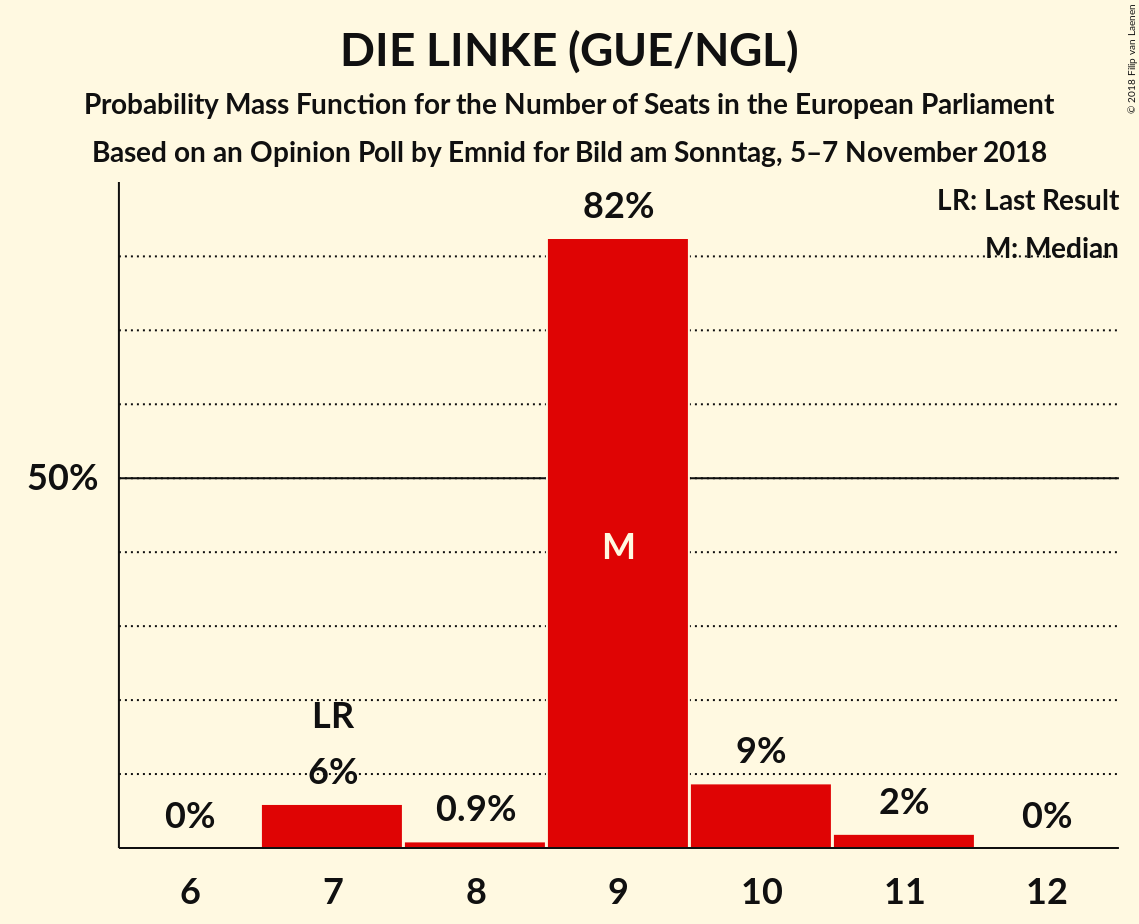 DIE LINKE (GUE/NGL)
Probability Mass Function for the Number of Seats in the European Parliament
Based on an Opinion Poll by Emnid for Bild am Sonntag, 5–7 November 2018
© 2018 Filip van Laenen
LR: Last Result
M: Median
82%
50%
M
LR
6%
0%
0.9%
9%
2%
0%
6 7 8 9 10 11 12